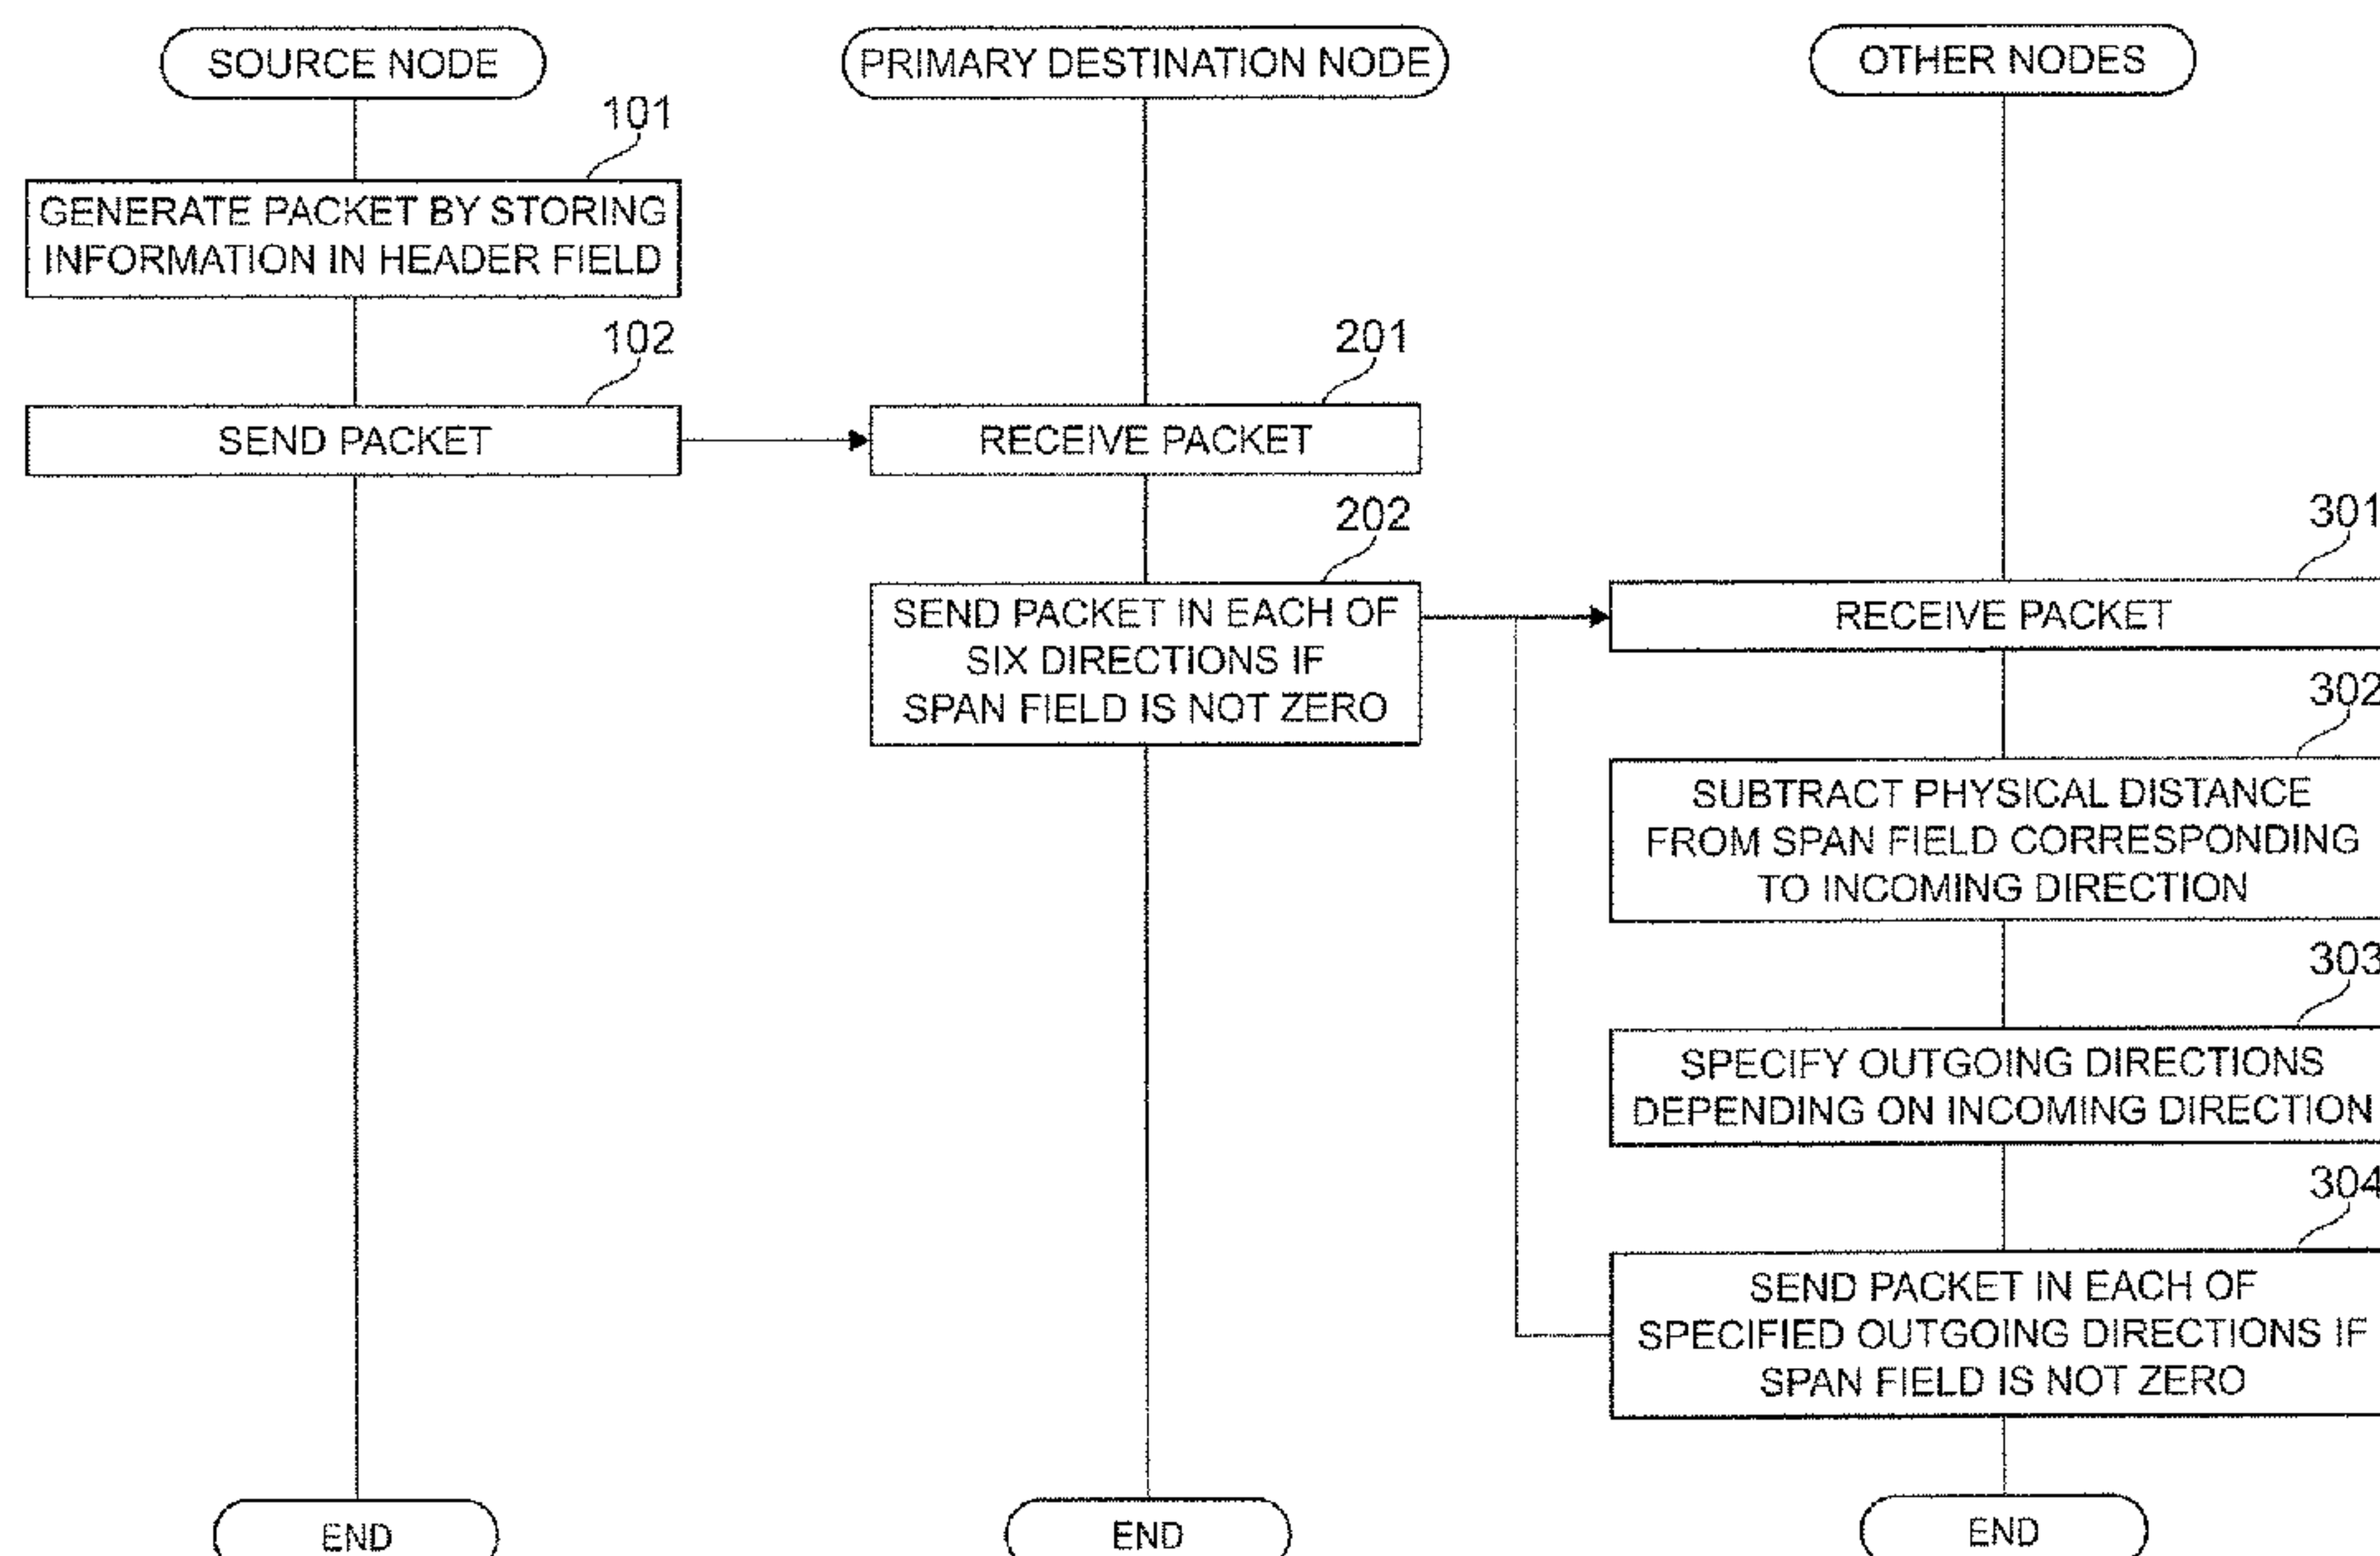 SOURCE NODE
101
GENERATE PACKET BY STORING
INFORMATION IN HEADER FIELD
102
SEND PACKET
END
PRIMARY DESTINATION NODE
201
RECEIVE PACKET
202
SEND PACKET IN EACH OF
SIX DIRECTIONS IF
SPAN FIELD IS NOT ZERO
END
OTHER NODES
301
RECEIVE PACKET
302
SUBTRACT PHYSICAL DISTANCE
FROM SPAN FIELD CORRESPONDING
TO INCOMING DIRECTION
303
SPECIFY OUTGOING DIRECTIONS
DEPENDING ON INCOMING DIRECTION
304
SEND PACKET IN EACH OF
SPECIFIED OUTGOING DIRECTIONS IF
SPAN FIELD IS NOT ZERO
END